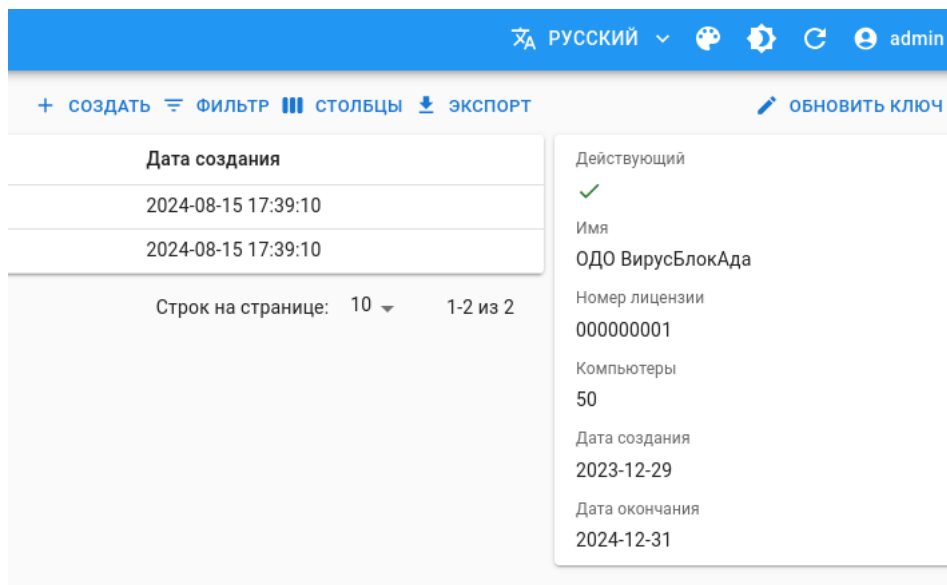 РУССКИЙ admin
СОЗДАТЬ ФИЛЬТР СТОЛБЦЫ ЭКСПОРТ ОБНОВИТЬ КЛЮЧ
Дата создания
2024-08-15 17:39:10
2024-08-15 17:39:10
Строк на странице: 10 1-2 из 2
Действующий
Имя
ОДО ВирусБлокАда
Номер лицензии
000000001
Компьютеры
50
Дата создания
2023-12-29
Дата окончания
2024-12-31